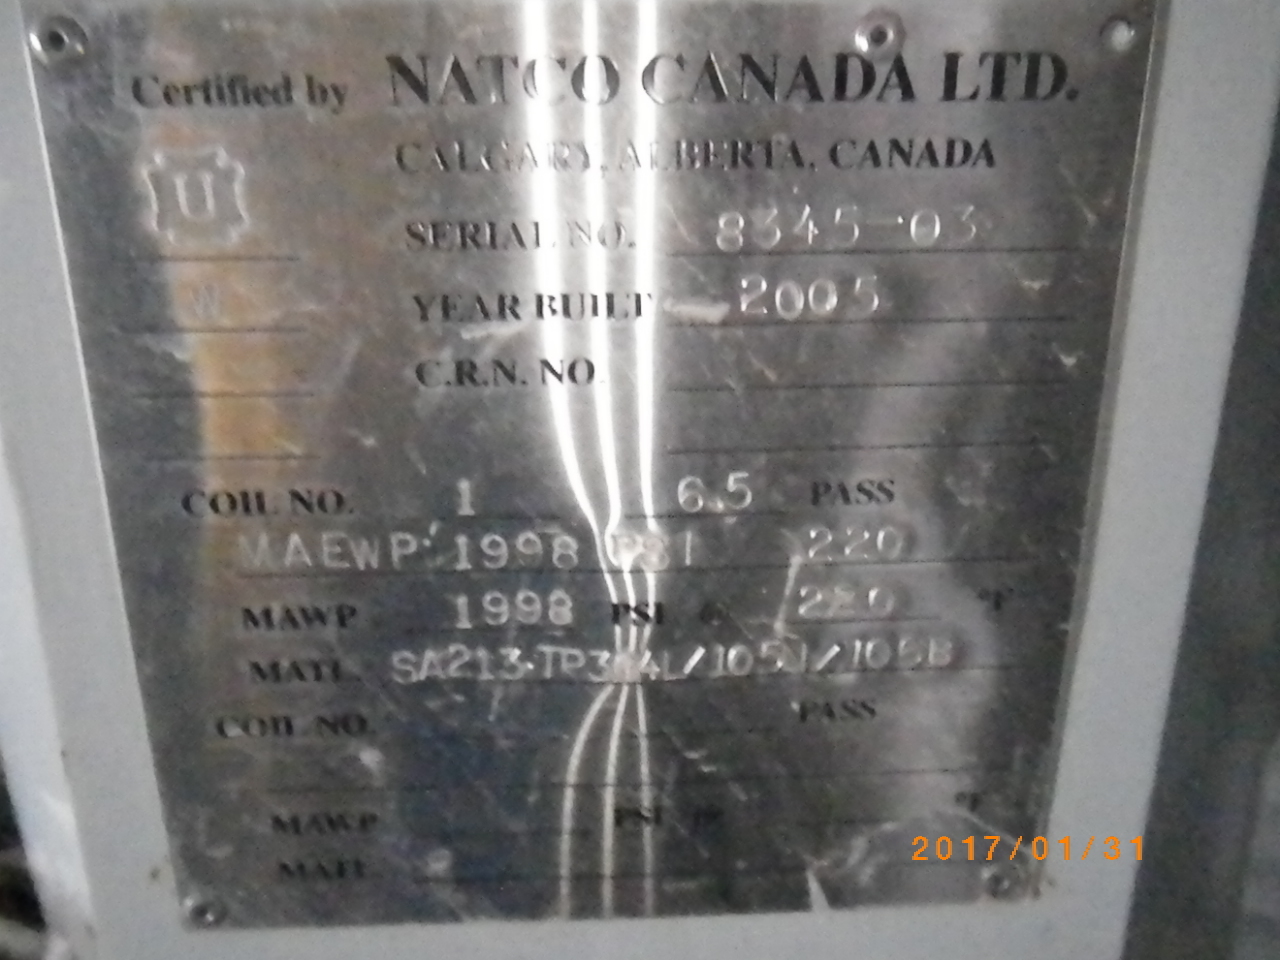 Certified by NATCO CANADA LTD.
CALGARY, ALBERTA, CANADA
U
SERIAL NO. 8345-03
W
YEAR BUILT 2005
C.R.N. NO.
COIL NO. 1 6.5 PASS
MAEWP: 1998 PSI 220
MAWP 1998 PSI @ 220 °F
MATL. SA213-TP304L/105N/105B
COIL NO. PASS
MAWP PSI @ °F
MATL
2017/01/31